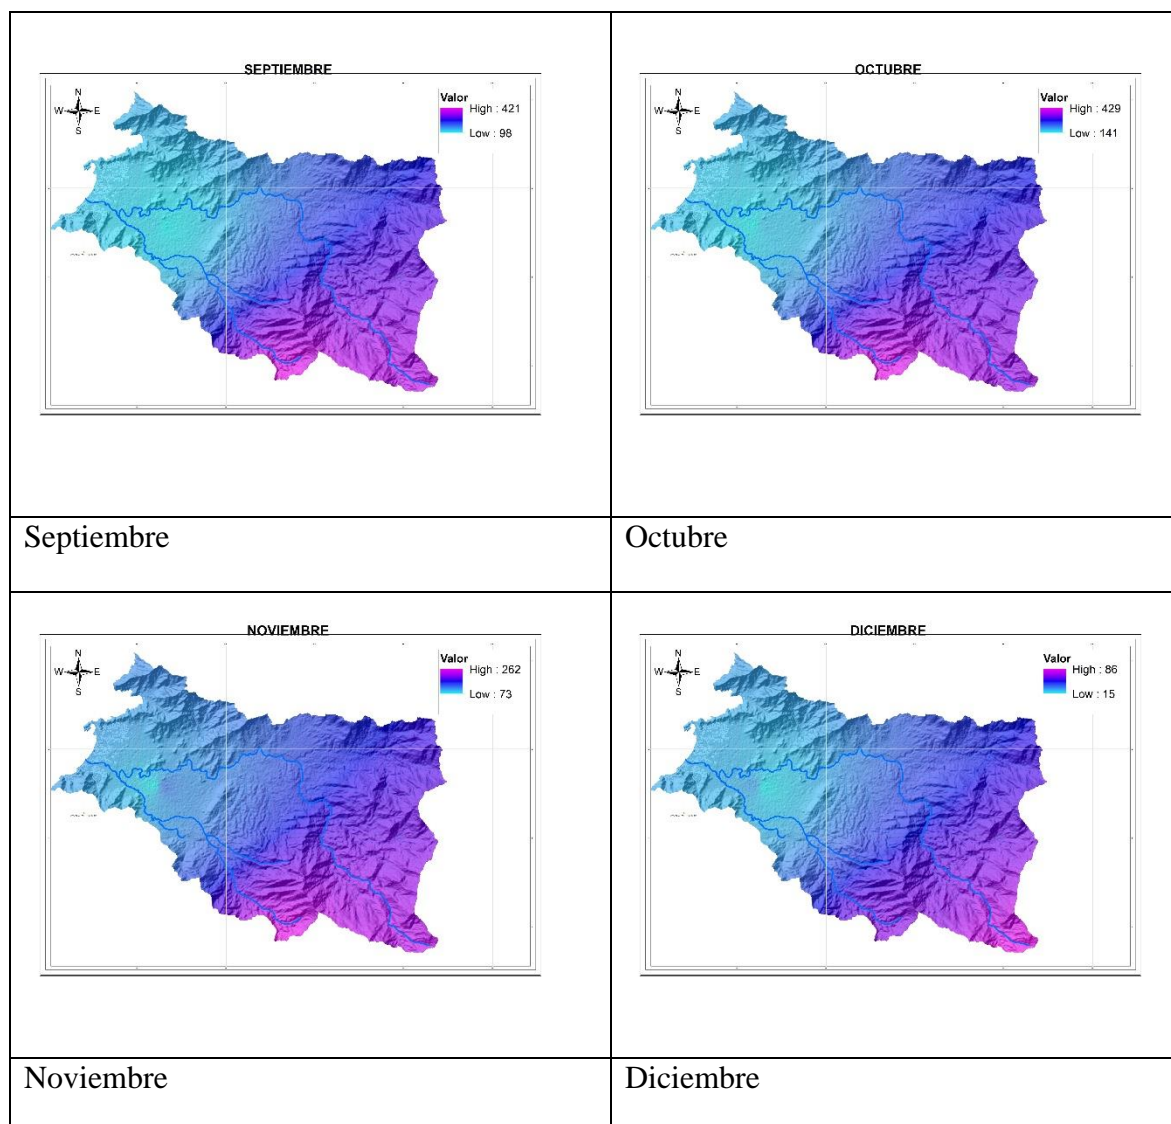 SEPTIEMBRE
N
W E
S
Valor
High : 421
Low : 98
OCTUBRE
N
W E
S
Valor
High : 429
Low : 141
Septiembre
Octubre
NOVIEMBRE
N
W E
S
Valor
High : 262
Low : 73
DICIEMBRE
N
W E
S
Valor
High : 86
Low : 15
Noviembre
Diciembre